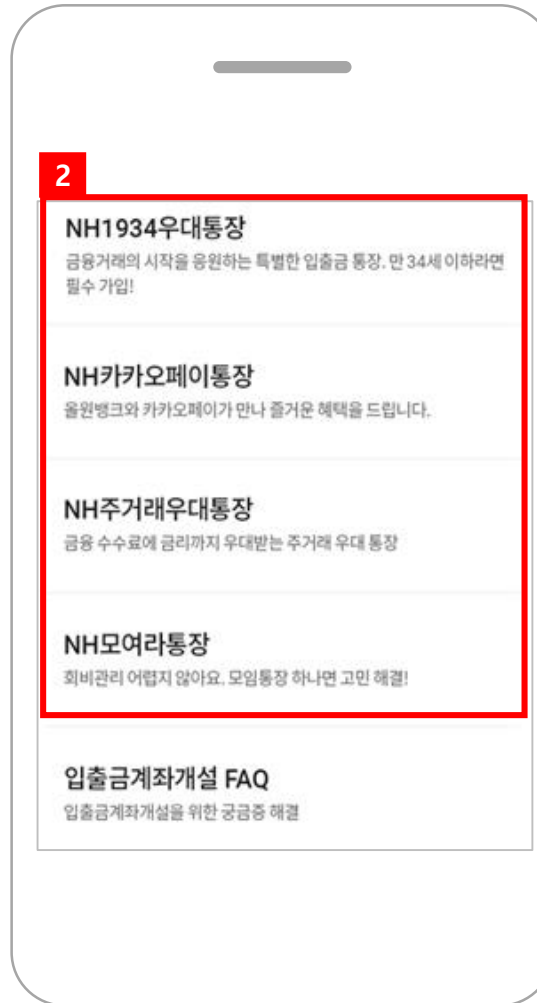 2
NH1934우대통장
금융거래의 시작을 응원하는 특별한 입출금 통장. 만 34세 이하라면
필수 가입!
NH카카오페이통장
올원뱅크와 카카오페이가 만나 즐거운 혜택을 드립니다.
NH주거래우대통장
금융 수수료에 금리까지 우대받는 주거래 우대 통장
NH모여라통장
회비관리 어렵지 않아요. 모임통장 하나면 고민 해결!
입출금계좌개설 FAQ
입출금계좌개설을 위한 궁금증 해결